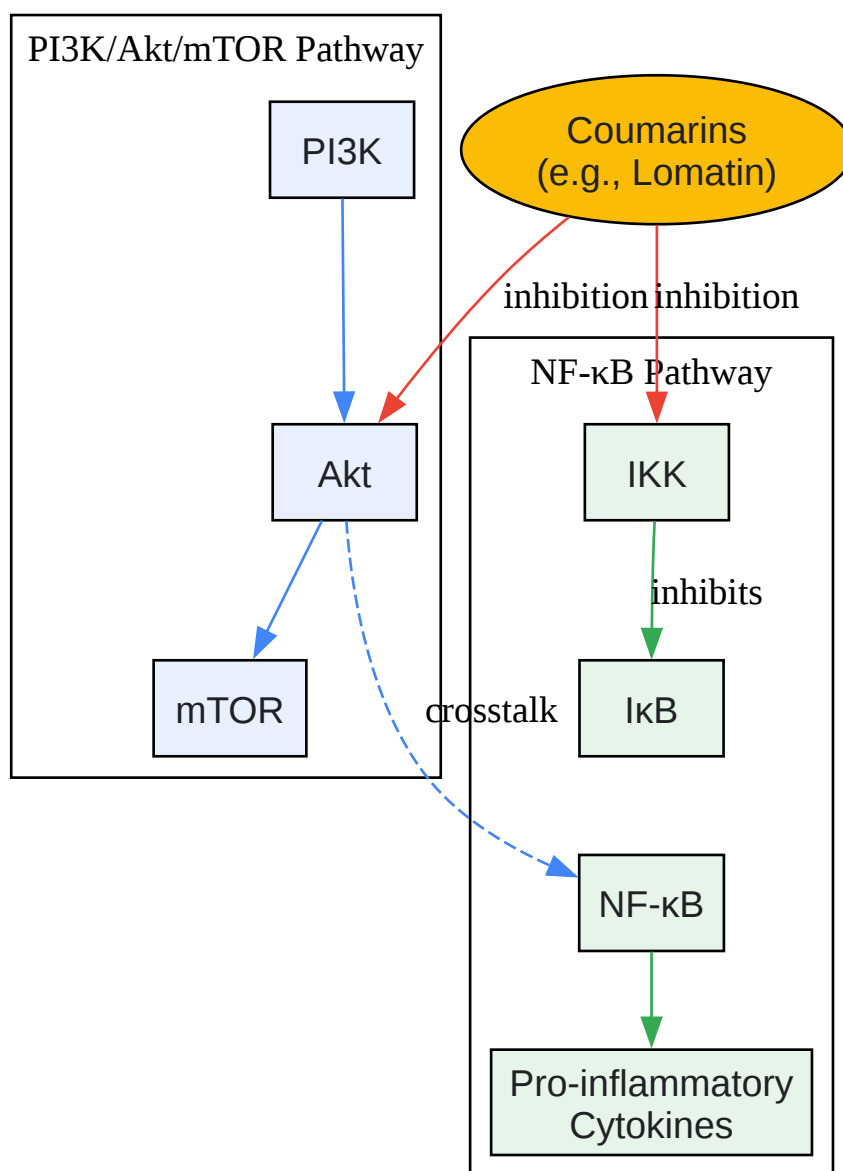 PI3K/Akt/mTOR Pathway
PI3K
Coumarins
(e.g., Lomatin)
inhibition
inhibition
NF-κB Pathway
Akt
IKK
inhibits
mTOR
crosstalk
IκB
NF-κB
Pro-inflammatory
Cytokines